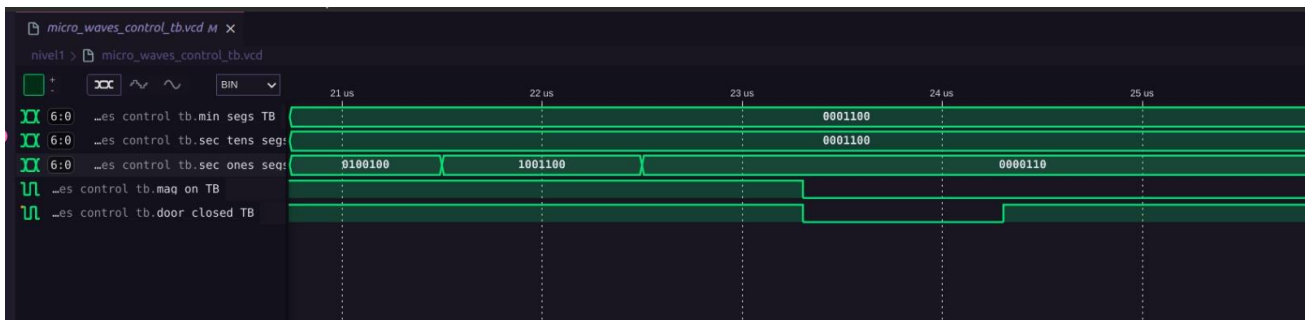 micro_waves_control_tb.vcd M ×
nivel1 > micro_waves_control_tb.vcd
+ - BIN
21 us 22 us 23 us 24 us 25 us
6:0 …es control tb.min segs TB 0001100
6:0 …es control tb.sec tens segs 0001100
6:0 …es control tb.sec ones segs 0100100 1001100 0000110
…es control tb.mag on TB
…es control tb.door closed TB